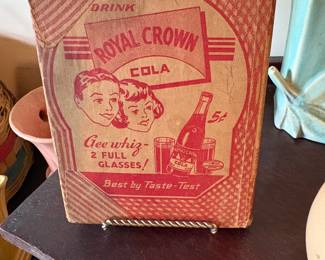 DRINK
ROYAL CROWN
COLA
5¢
Gee whiz-
2 FULL
GLASSES!
Best by Taste-Test